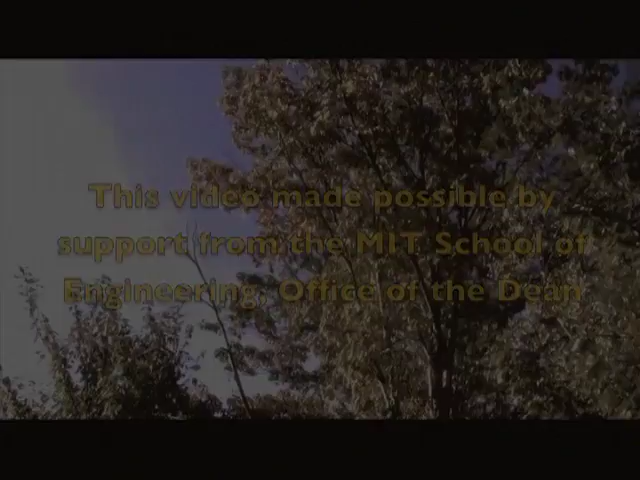 This video made possible by
support from the MIT School of
Engineering, Office of the Dean